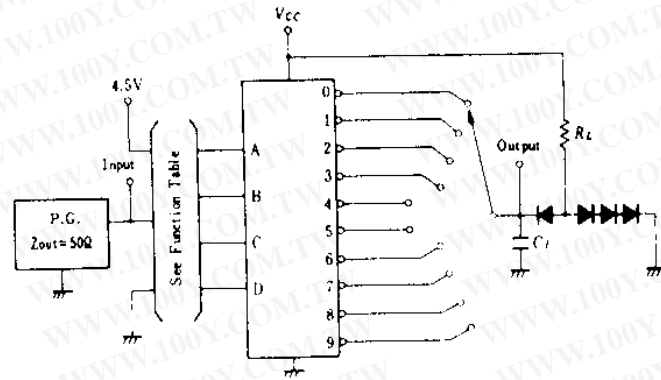 Vcc
4.5V
Input
P.G.
Zout = 50Ω
See Function Table
A
B
C
D
0
1
2
3
4
5
6
7
8
9
Output
RL
CL
WWW.100Y.COM.TW